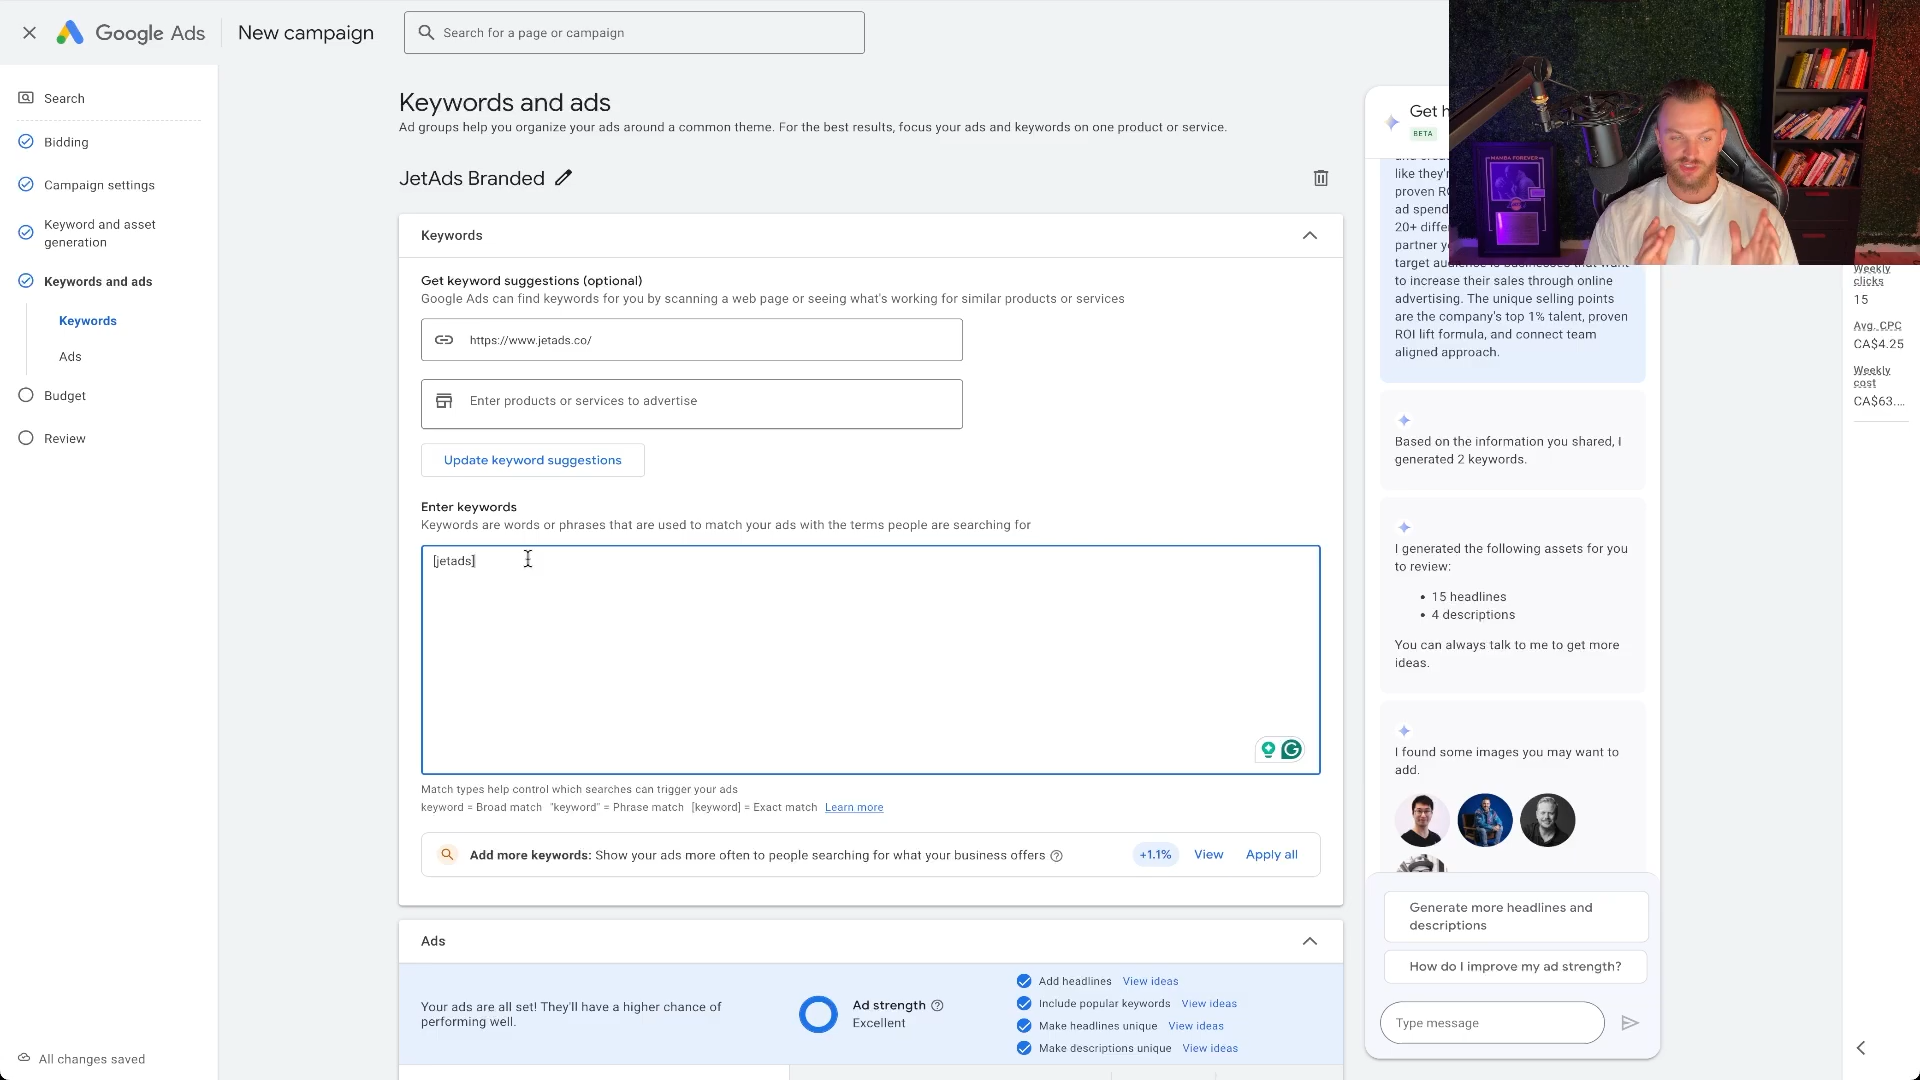 Google Ads
New campaign
Search for a page or campaign
Search
Bidding
Campaign settings
Keyword and asset
generation
Keywords and ads
Keywords
Ads
Budget
Review
All changes saved
Keywords and ads
Ad groups help you organize your ads around a common theme. For the best results, focus your ads and keywords on one product or service.
JetAds Branded
Keywords
Get keyword suggestions (optional)
Google Ads can find keywords for you by scanning a web page or seeing what's working for similar products or services
https://www.jetads.co/
Enter products or services to advertise
Update keyword suggestions
Enter keywords
Keywords are words or phrases that are used to match your ads with the terms people are searching for
[jetads]
Match types help control which searches can trigger your ads
keyword = Broad match "keyword" = Phrase match [keyword] = Exact match Learn more
Add more keywords: Show your ads more often to people searching for what your business offers
+1.1%
View
Apply all
Ads
Your ads are all set! They'll have a higher chance of
performing well.
Ad strength
Excellent
Add headlines View ideas
Include popular keywords View ideas
Make headlines unique View ideas
Make descriptions unique View ideas
Get h
BETA
like they'r
proven R
ad spend
20+ differ
partner y
target
to increase their sales through online
advertising. The unique selling points
are the company's top 1% talent, proven
ROI lift formula, and connect team
aligned approach.
Based on the information you shared, I
generated 2 keywords.
I generated the following assets for you
to review:
• 15 headlines
• 4 descriptions
You can always talk to me to get more
ideas.
I found some images you may want to
add.
Generate more headlines and
descriptions
How do I improve my ad strength?
Type message
MAMBA FOREVER
Weekly
clicks
15
Avg. CPC
CA$4.25
Weekly
cost
CA$63....